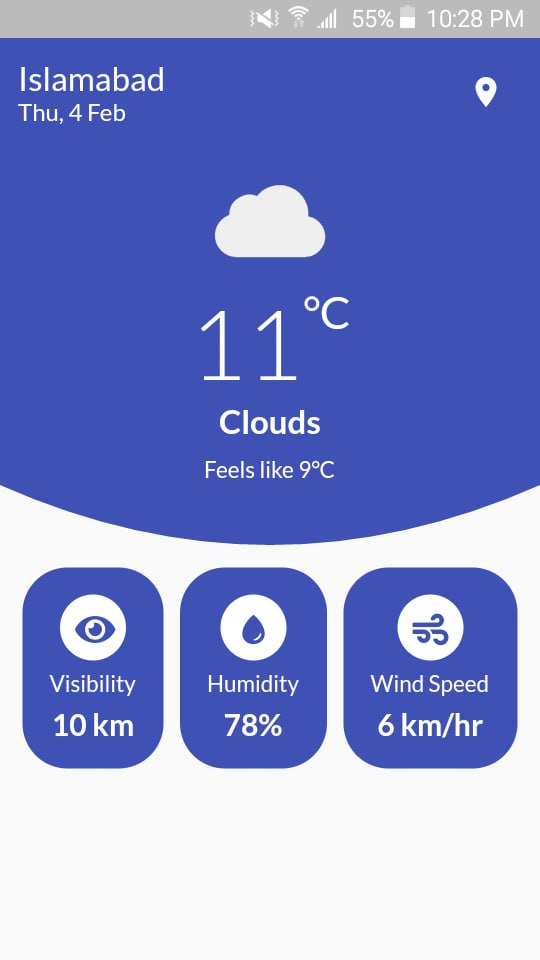 55% 10:28 PM
Islamabad
Thu, 4 Feb
11°C
Clouds
Feels like 9°C
Visibility Humidity Wind Speed
10 km 78% 6 km/hr